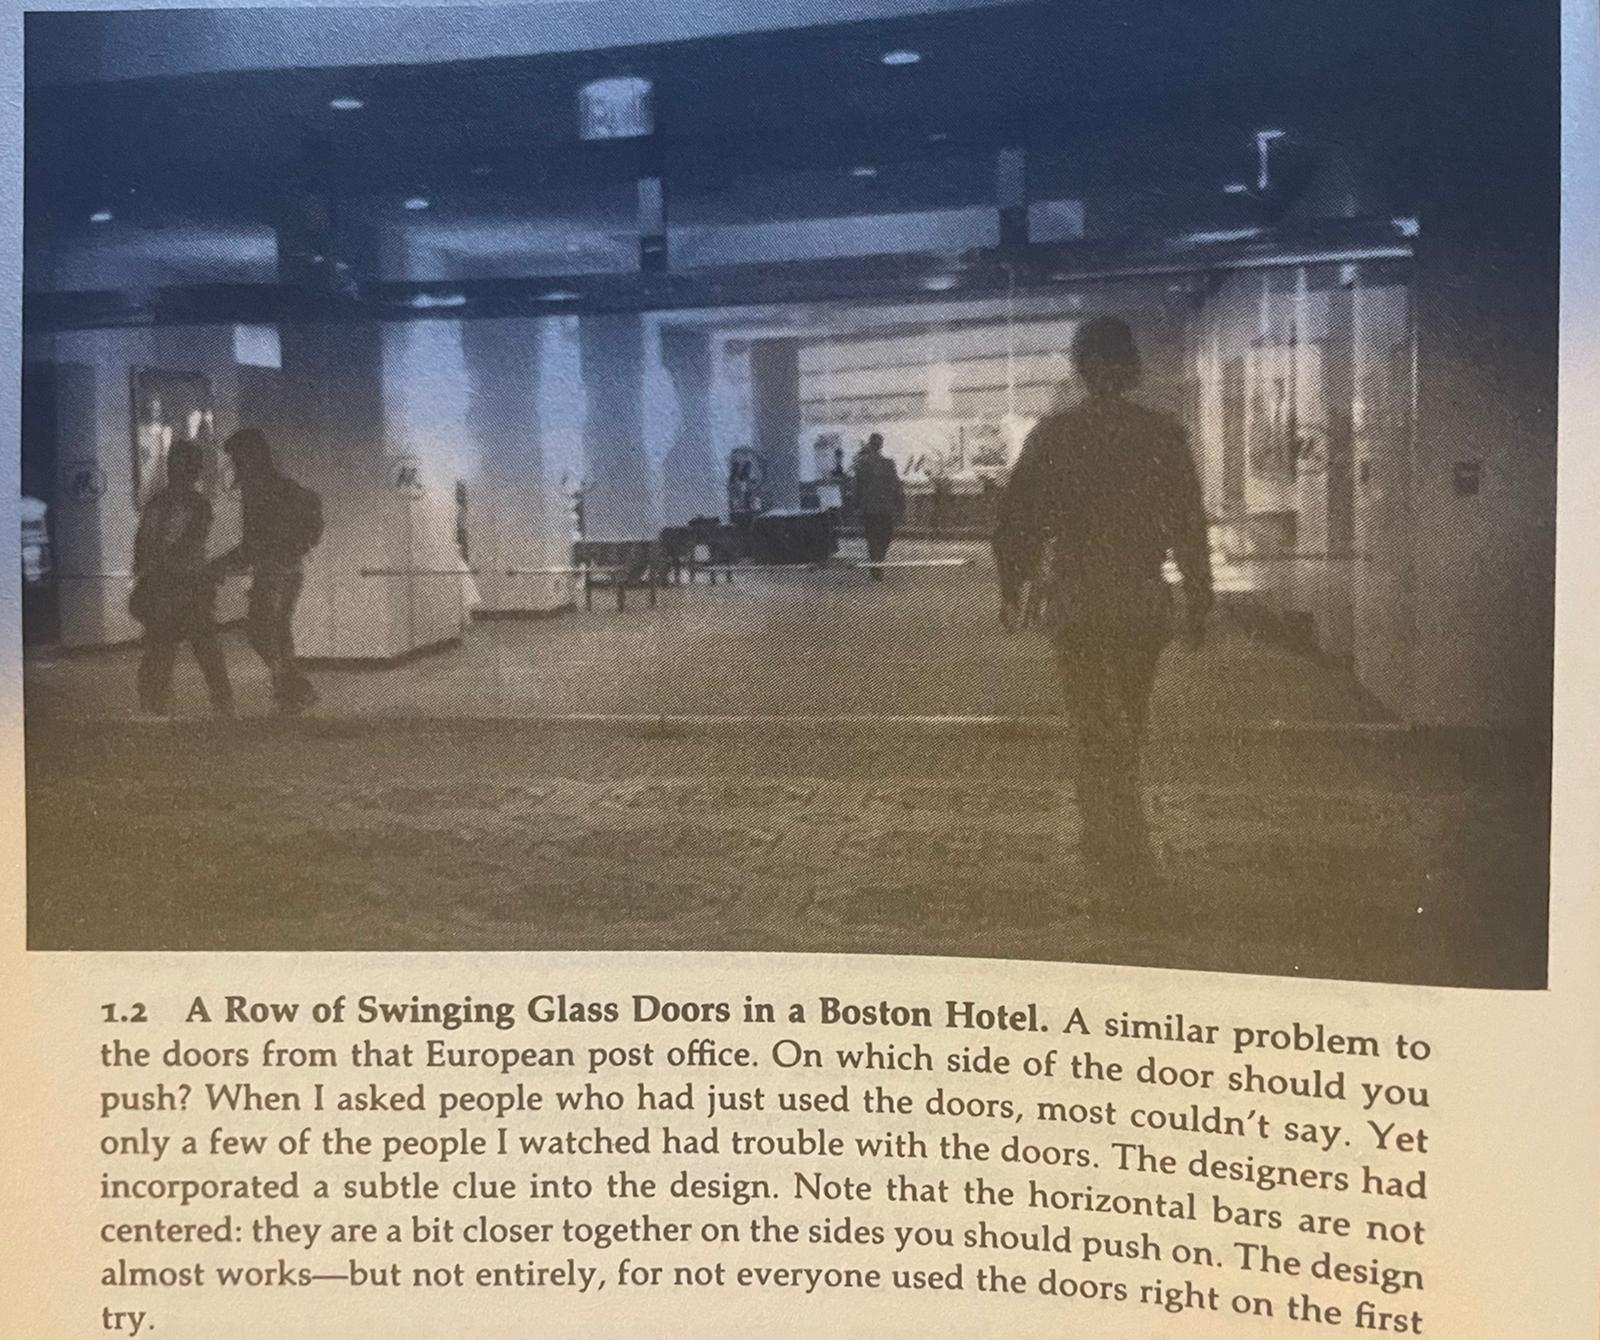 1.2 A Row of Swinging Glass Doors in a Boston Hotel. A similar problem to
the doors from that European post office. On which side of the door should you
push? When I asked people who had just used the doors, most couldn't say. Yet
only a few of the people I watched had trouble with the doors. The designers had
incorporated a subtle clue into the design. Note that the horizontal bars are not
centered: they are a bit closer together on the sides you should push on. The design
almost works—but not entirely, for not everyone used the doors right on the first
try.